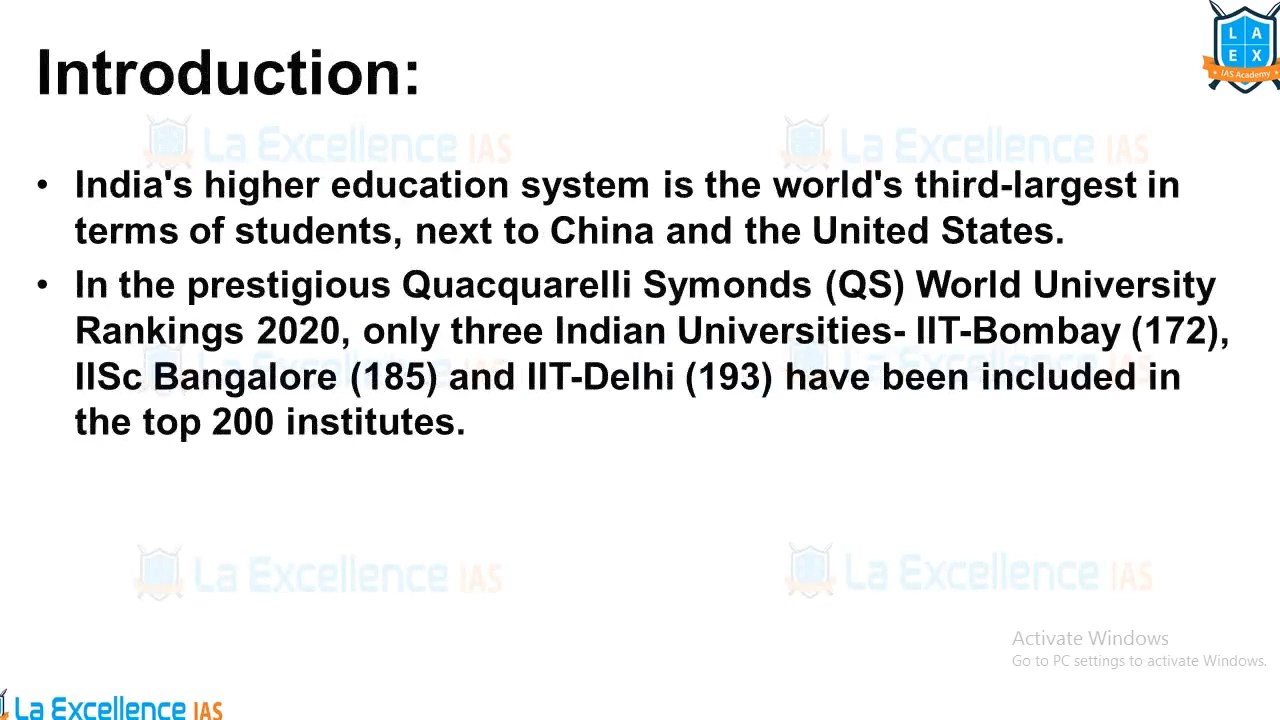 L A
E X
IAS Academy
Introduction:
La Excellence IAS
La Excellence IAS
• India's higher education system is the world's third-largest in
terms of students, next to China and the United States.
• In the prestigious Quacquarelli Symonds (QS) World University
Rankings 2020, only three Indian Universities- IIT-Bombay (172),
IISc Bangalore (185) and IIT-Delhi (193) have been included in
the top 200 institutes.
La Excellence IAS
La Excellence IAS
Activate Windows
Go to PC settings to activate Windows.
La Excellence IAS